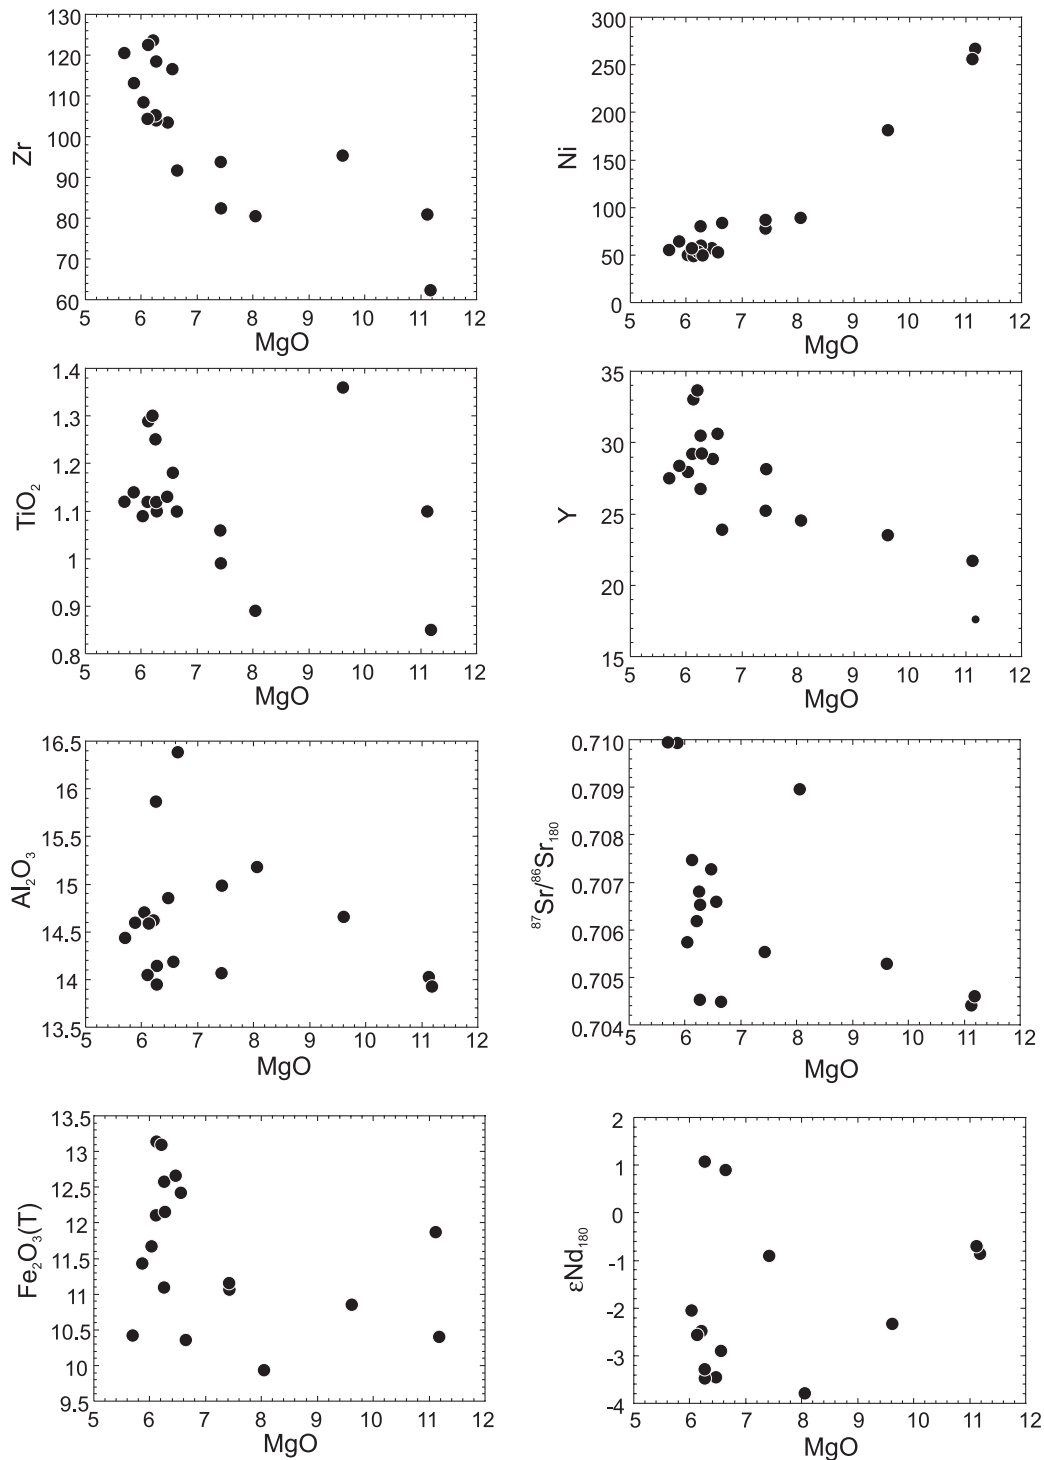 130
120
110
100
90
80
70
60
Zr
5 6 7 8 9 10 11 12
MgO
300
250
200
150
100
50
0
Ni
5 6 7 8 9 10 11 12
MgO
1.4
1.3
1.2
1.1
1
0.9
0.8
TiO₂
5 6 7 8 9 10 11 12
MgO
35
30
25
20
15
Y
5 6 7 8 9 10 11 12
MgO
16.5
16
15.5
15
14.5
14
13.5
Al₂O₃
5 6 7 8 9 10 11 12
MgO
0.710
0.709
0.708
0.707
0.706
0.705
0.704
⁸⁷Sr/⁸⁶Sr₁₈₀
5 6 7 8 9 10 11 12
MgO
13.5
13
12.5
12
11.5
11
10.5
10
9.5
Fe₂O₃(T)
5 6 7 8 9 10 11 12
MgO
2
1
0
-1
-2
-3
-4
εNd₁₈₀
5 6 7 8 9 10 11 12
MgO